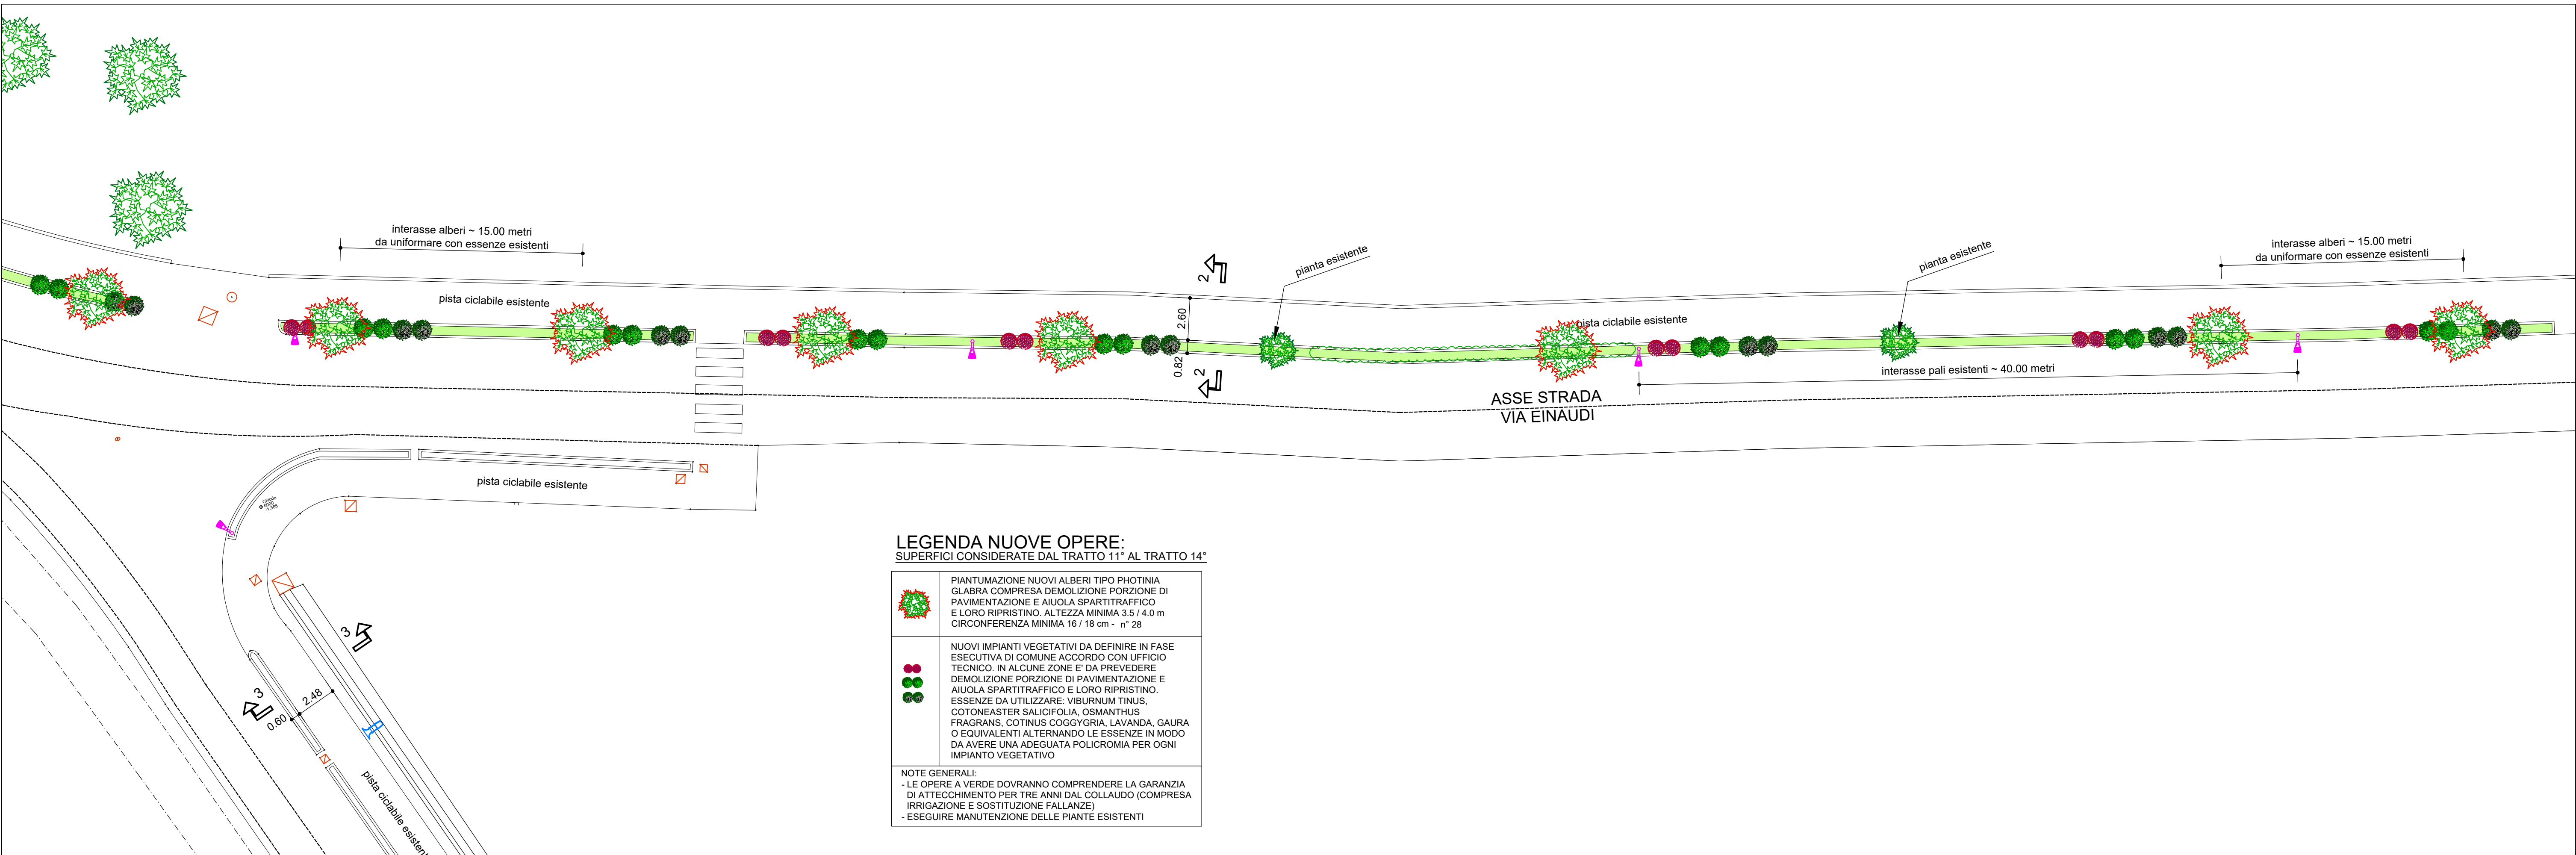 interasse alberi ~ 15.00 metri
da uniformare con essenze esistenti
pista ciclabile esistente
2
2.60
0.82
2
pianta esistente
pista ciclabile esistente
pianta esistente
interasse alberi ~ 15.00 metri
da uniformare con essenze esistenti
interasse pali esistenti ~ 40.00 metri
ASSE STRADA
VIA EINAUDI
pista ciclabile esistente
Chiodo
3
3
2.48
0.60
pista ciclabile esistente
LEGENDA NUOVE OPERE:
SUPERFICI CONSIDERATE DAL TRATTO 11° AL TRATTO 14°
PIANTUMAZIONE NUOVI ALBERI TIPO PHOTINIA
GLABRA COMPRESA DEMOLIZIONE PORZIONE DI
PAVIMENTAZIONE E AIUOLA SPARTITRAFFICO
E LORO RIPRISTINO. ALTEZZA MINIMA 3.5 / 4.0 m
CIRCONFERENZA MINIMA 16 / 18 cm - n° 28
NUOVI IMPIANTI VEGETATIVI DA DEFINIRE IN FASE
ESECUTIVA DI COMUNE ACCORDO CON UFFICIO
TECNICO. IN ALCUNE ZONE E' DA PREVEDERE
DEMOLIZIONE PORZIONE DI PAVIMENTAZIONE E
AIUOLA SPARTITRAFFICO E LORO RIPRISTINO.
ESSENZE DA UTILIZZARE: VIBURNUM TINUS,
COTONEASTER SALICIFOLIA, OSMANTHUS
FRAGRANS, COTINUS COGGYGRIA, LAVANDA, GAURA
O EQUIVALENTI ALTERNANDO LE ESSENZE IN MODO
DA AVERE UNA ADEGUATA POLICROMIA PER OGNI
IMPIANTO VEGETATIVO
NOTE GENERALI:
- LE OPERE A VERDE DOVRANNO COMPRENDERE LA GARANZIA
DI ATTECCHIMENTO PER TRE ANNI DAL COLLAUDO (COMPRESA
IRRIGAZIONE E SOSTITUZIONE FALLANZE)
- ESEGUIRE MANUTENZIONE DELLE PIANTE ESISTENTI